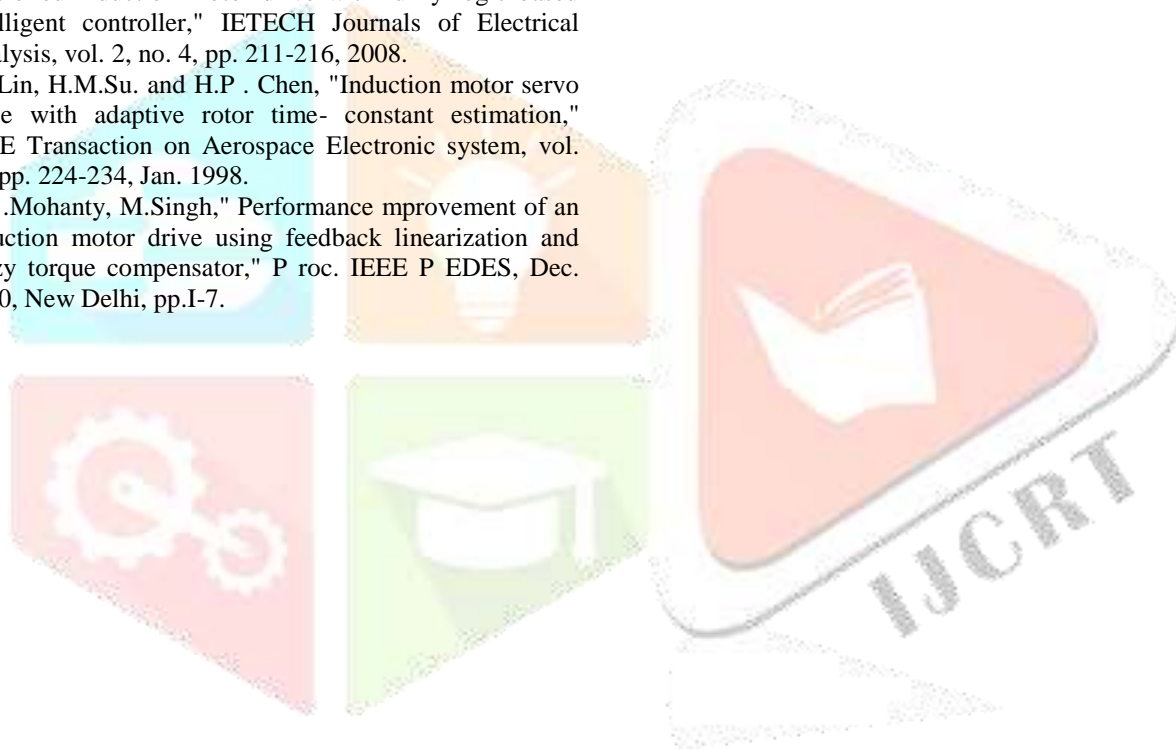 lligent controller," IETECH Journals of Electrical
lysis, vol. 2, no. 4, pp. 211-216, 2008.
Lin, H.M.Su. and H.P . Chen, "Induction motor servo
e with adaptive rotor time- constant estimation,"
E Transaction on Aerospace Electronic system, vol.
pp. 224-234, Jan. 1998.
.Mohanty, M.Singh," Performance mprovement of an
uction motor drive using feedback linearization and
zy torque compensator," P roc. IEEE P EDES, Dec.
0, New Delhi, pp.I-7.
IJCRT